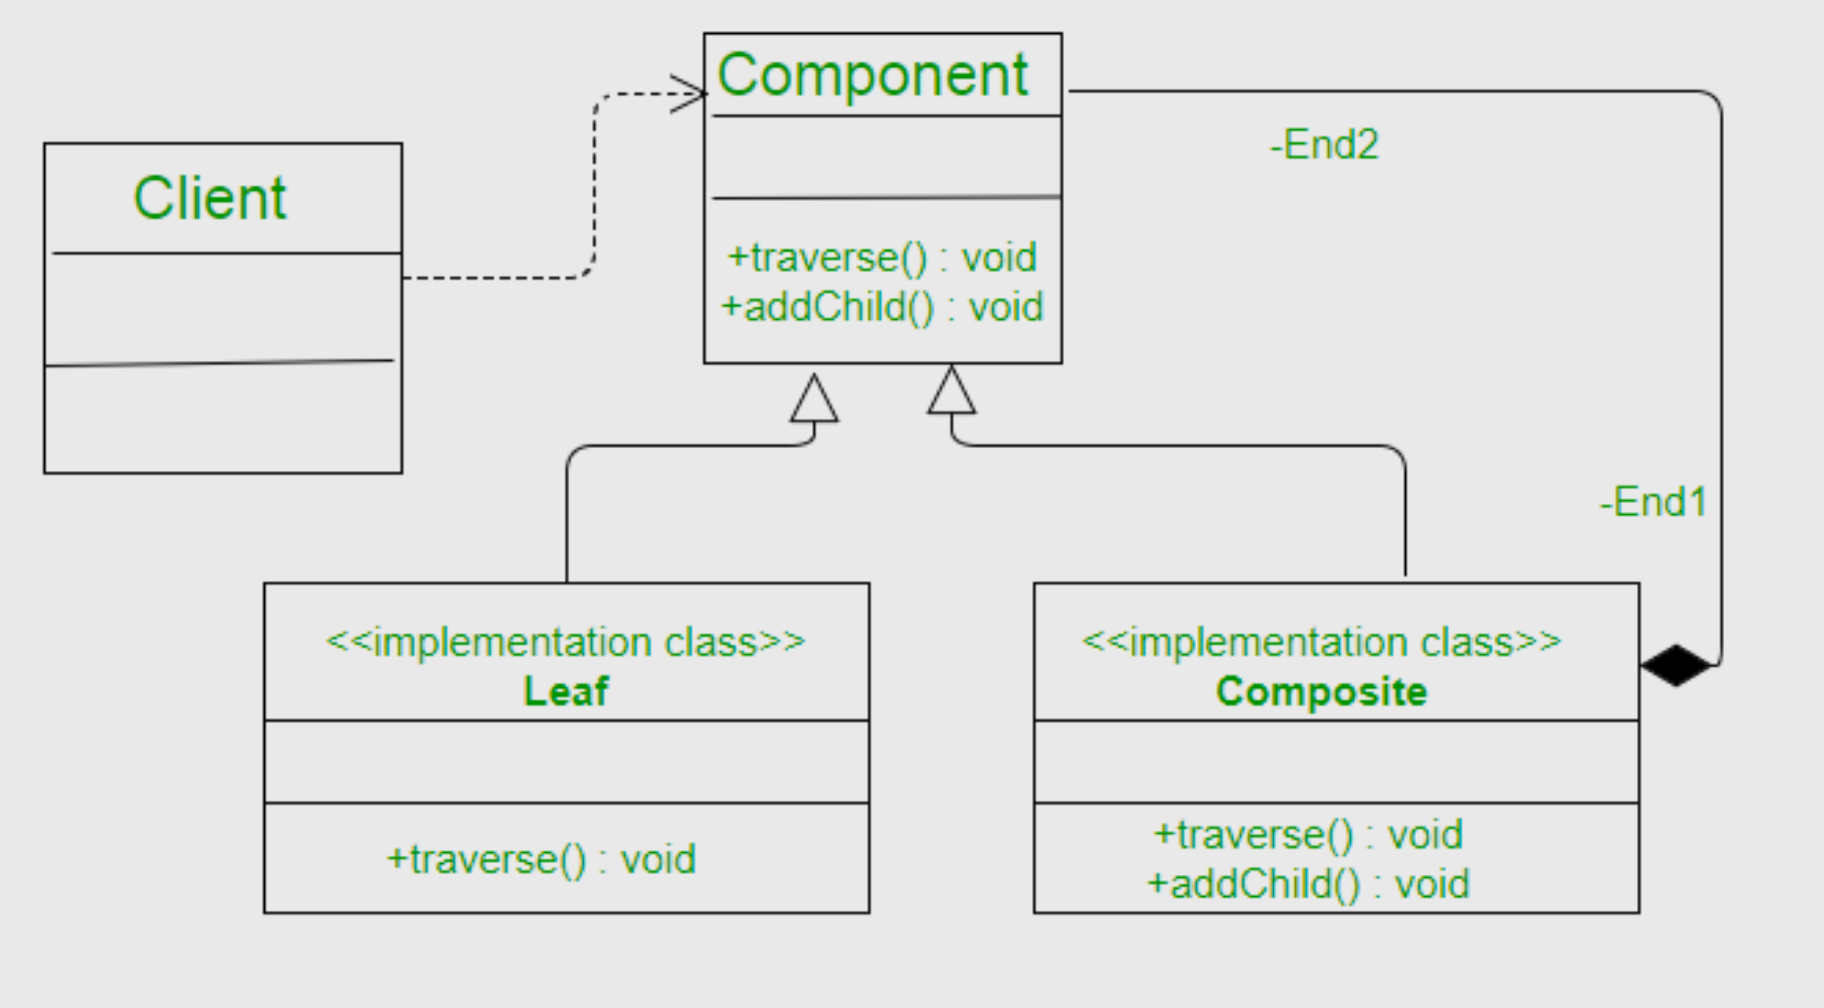 Component
-End2
Client
+traverse() : void
+addChild() : void
-End1
<<implementation class>>
Leaf
+traverse() : void
<<implementation class>>
Composite
+traverse() : void
+addChild() : void